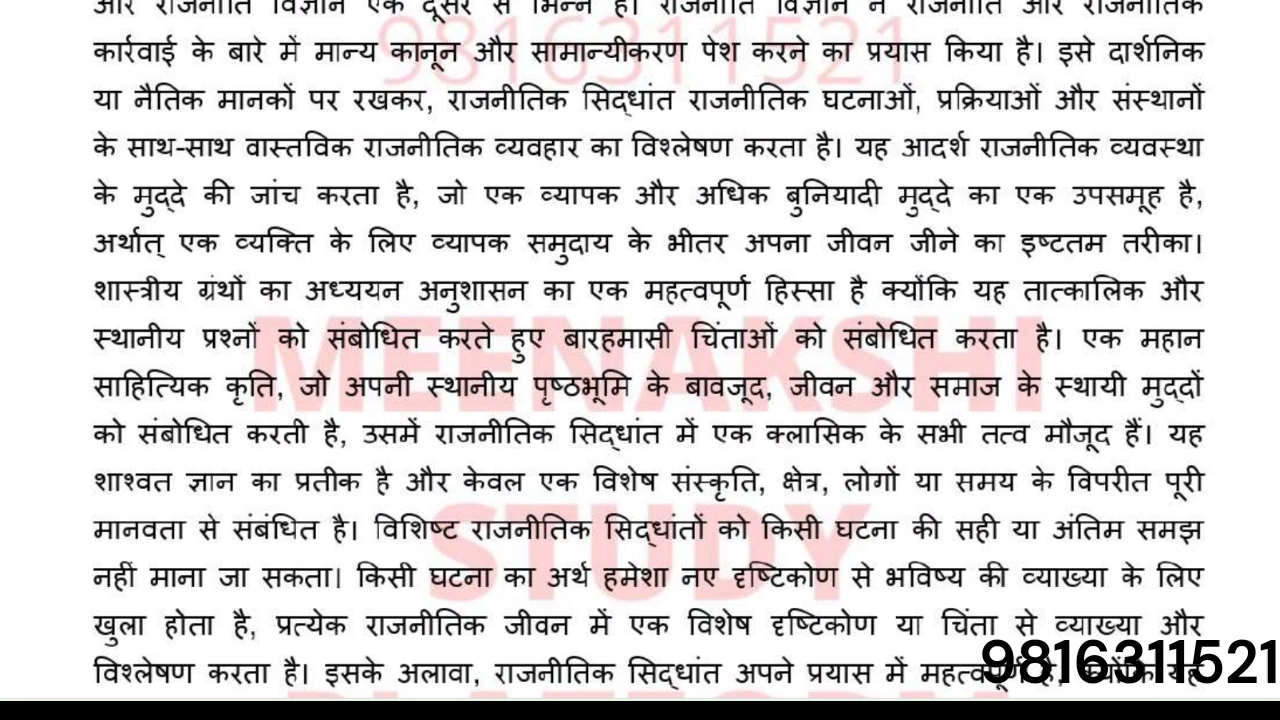 और राजनीति विज्ञान एक दूसरे से भिन्न हैं। राजनीति विज्ञान ने राजनीति और राजनीतिक
9816311521
कार्रवाई के बारे में मान्य कानून और सामान्यीकरण पेश करने का प्रयास किया है। इसे दार्शनिक
या नैतिक मानकों पर रखकर, राजनीतिक सिद्धांत राजनीतिक घटनाओं, प्रक्रियाओं और संस्थानों
के साथ-साथ वास्तविक राजनीतिक व्यवहार का विश्लेषण करता है। यह आदर्श राजनीतिक व्यवस्था
के मुद्दे की जांच करता है, जो एक व्यापक और अधिक बुनियादी मुद्दे का एक उपसमूह है,
अर्थात् एक व्यक्ति के लिए व्यापक समुदाय के भीतर अपना जीवन जीने का इष्टतम तरीका।
शास्त्रीय ग्रंथों का अध्ययन अनुशासन का एक महत्वपूर्ण हिस्सा है क्योंकि यह तात्कालिक और
स्थानीय प्रश्नों को संबोधित करते हुए बारहमासी चिंताओं को संबोधित करता है। एक महान
MEENAKSHI
साहित्यिक कृति, जो अपनी स्थानीय पृष्ठभूमि के बावजूद, जीवन और समाज के स्थायी मुद्दों
को संबोधित करती है, उसमें राजनीतिक सिद्धांत में एक क्लासिक के सभी तत्व मौजूद हैं। यह
शाश्वत ज्ञान का प्रतीक है और केवल एक विशेष संस्कृति, क्षेत्र, लोगों या समय के विपरीत पूरी
मानवता से संबंधित है। विशिष्ट राजनीतिक सिद्धांतों को किसी घटना की सही या अंतिम समझ
STUDY
नहीं माना जा सकता। किसी घटना का अर्थ हमेशा नए दृष्टिकोण से भविष्य की व्याख्या के लिए
खुला होता है, प्रत्येक राजनीतिक जीवन में एक विशेष दृष्टिकोण या चिंता से व्याख्या और
विश्लेषण करता है। इसके अलावा, राजनीतिक सिद्धांत अपने प्रयास में महत्वपूर्ण है, क्योंकि यह
9816311521